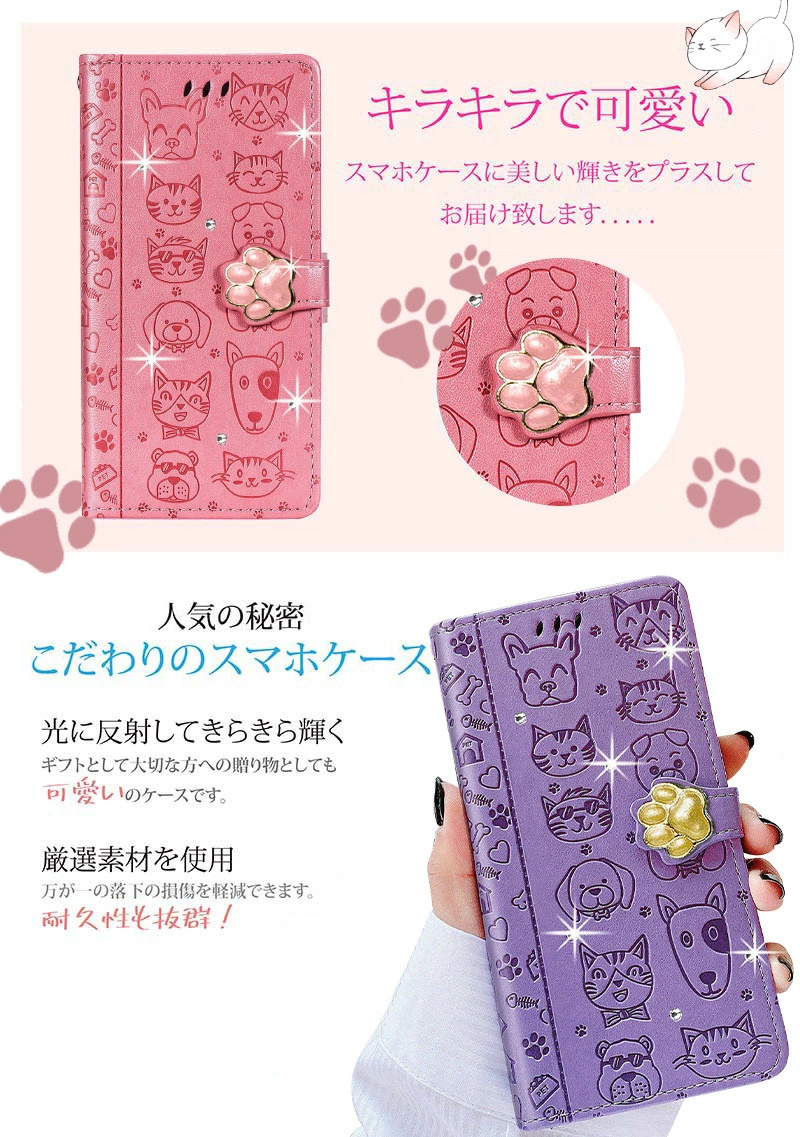 キラキラで可愛い
スマホケースに美しい輝きをプラスして
お届け致します.....
PET
人気の秘密
こだわりのスマホケース
光に反射してきらきら輝く
ギフトとして大切な方への贈り物としても
可愛いのケースです。
厳選素材を使用
万が一の落下の損傷を軽減できます。
耐久性も抜群！
PET
PET